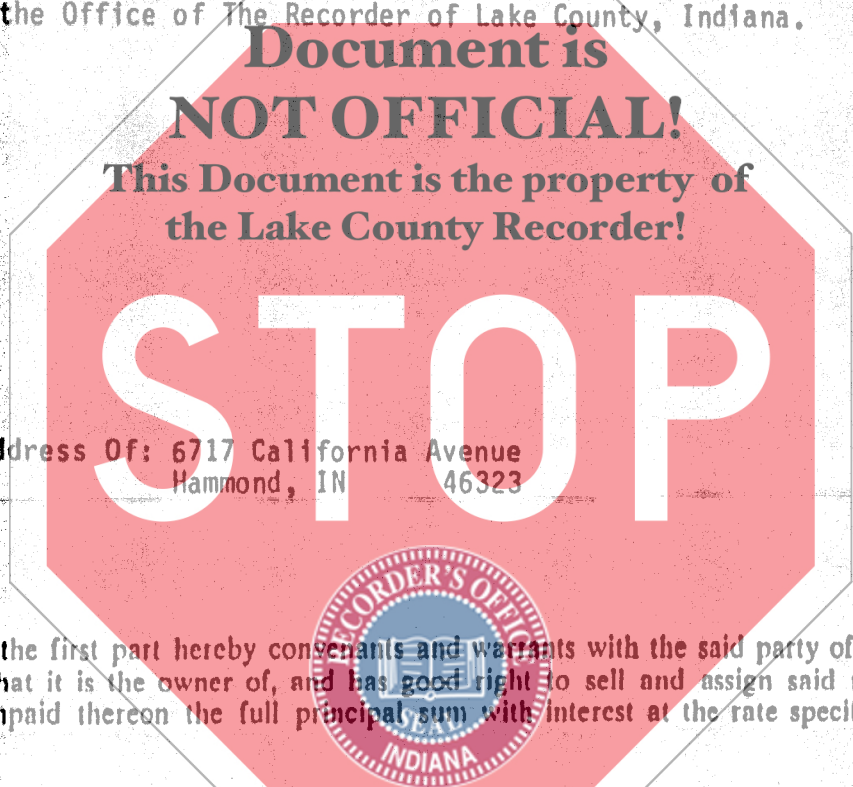 the Office of The Recorder of Lake County, Indiana.
Document is
NOT OFFICIAL!
This Document is the property of
the Lake County Recorder!
STOP
ddress Of: 6717 California Avenue
Hammond, IN 46323
RECORDER'S OFFICE
the first part hereby convenants and warrants with the said party of
hat it is the owner of, and has good right to sell and assign said
npaid thereon the full principal sum with interest at the rate speci
SEAL
INDIANA